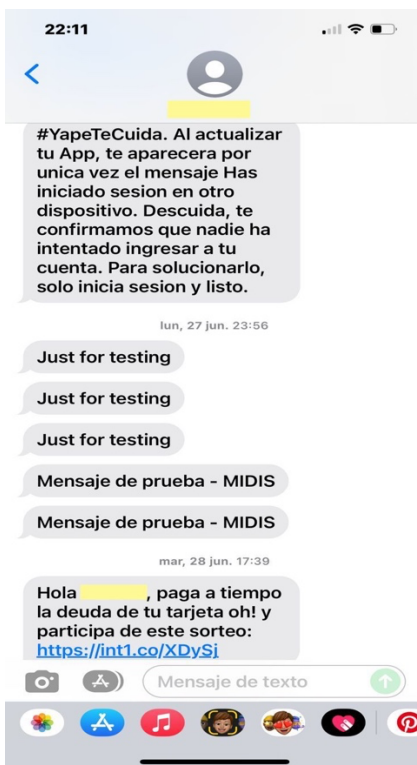 22:11
#YapeTeCuida. Al actualizar
tu App, te aparecera por
unica vez el mensaje Has
iniciado sesion en otro
dispositivo. Descuida, te
confirmamos que nadie ha
intentado ingresar a tu
cuenta. Para solucionarlo,
solo inicia sesion y listo.
lun, 27 jun. 23:56
Just for testing
Just for testing
Just for testing
Mensaje de prueba - MIDIS
Mensaje de prueba - MIDIS
mar, 28 jun. 17:39
Hola , paga a tiempo
la deuda de tu tarjeta oh! y
participa de este sorteo:
https://int1.co/XDySj
Mensaje de texto